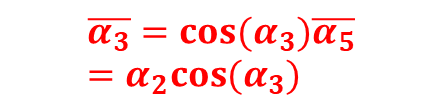 $\overline{\alpha_3} = \cos(\alpha_3)\overline{\alpha_5}$
$= \alpha_2 \cos(\alpha_3)$